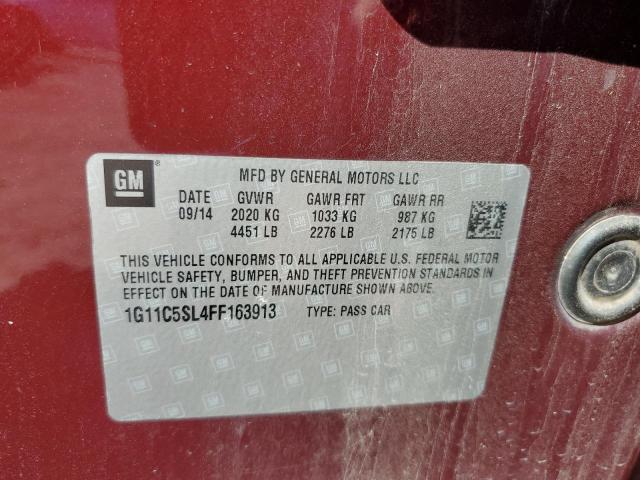 GM
MFD BY GENERAL MOTORS LLC
DATE GVWR GAWR FRT GAWR RR
09/14 2020 KG 1033 KG 987 KG
4451 LB 2276 LB 2175 LB
THIS VEHICLE CONFORMS TO ALL APPLICABLE U.S. FEDERAL MOTOR
VEHICLE SAFETY, BUMPER, AND THEFT PREVENTION STANDARDS IN
EFFECT ON THE DATE OF MANUFACTURE SHOWN ABOVE.
1G11C5SL4FF163913 TYPE: PASS CAR